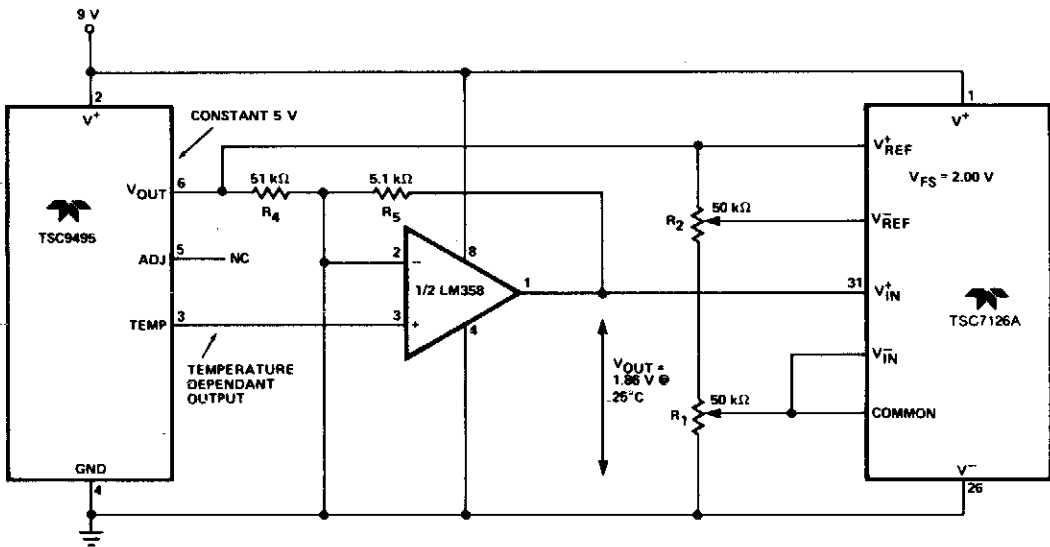 9 V
2
V+
CONSTANT 5 V
VOUT
6
51 kΩ
R4
5.1 kΩ
R5
TSC9495
ADJ
5
NC
TEMP
3
TEMPERATURE
DEPENDANT
OUTPUT
GND
4
2
−
8
1/2 LM358
1
3
+
4
VOUT =
1.86 V @
25°C
R2
50 kΩ
R1
50 kΩ
1
V+
V+REF
VFS = 2.00 V
V−REF
31
V+IN
TSC7126A
V−IN
COMMON
V−
26